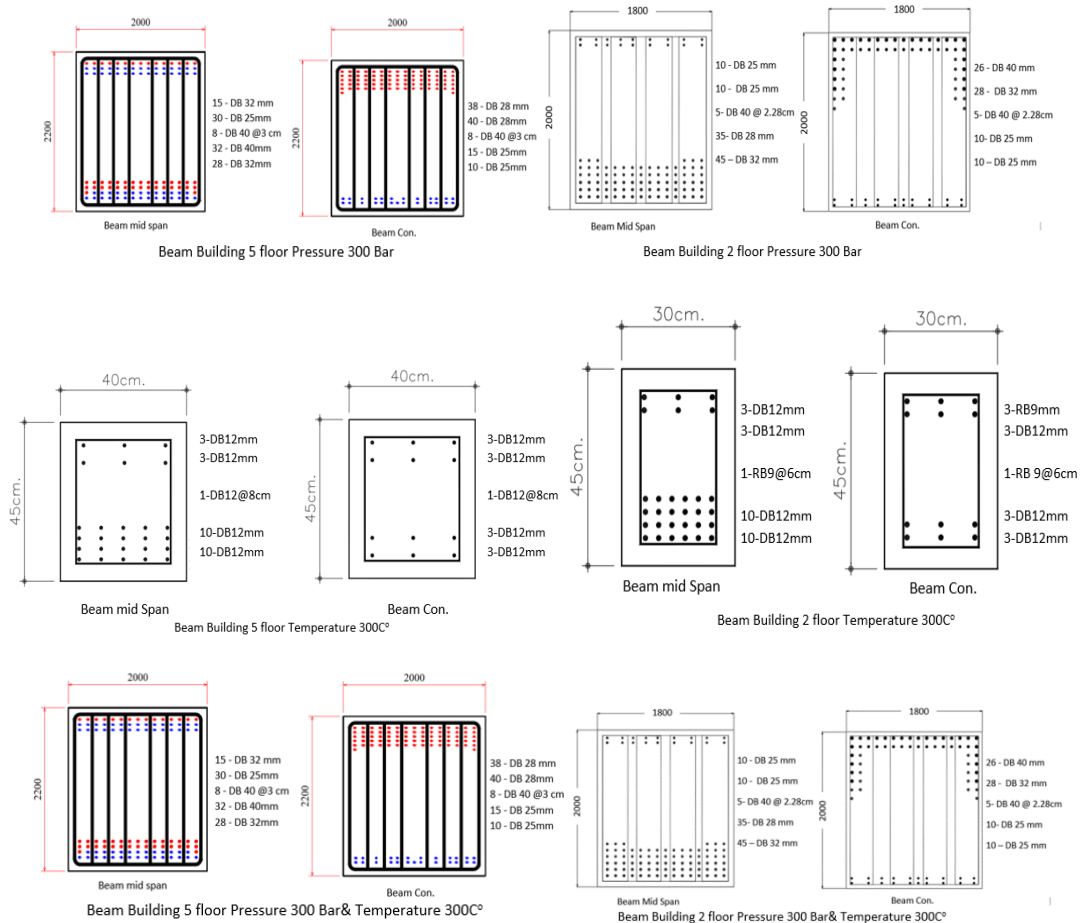 2000
2200
15 - DB 32 mm
30 - DB 25mm
8 - DB 40 @3 cm
32 - DB 40mm
28 - DB 32mm
Beam mid span
2000
2200
38 - DB 28 mm
40 - DB 28mm
8 - DB 40 @3 cm
15 - DB 25mm
10 - DB 25mm
Beam Con.
Beam Building 5 floor Pressure 300 Bar
1800
2000
10 - DB 25 mm
10 - DB 25 mm
5- DB 40 @ 2.28cm
35- DB 28 mm
45 – DB 32 mm
Beam Mid Span
1800
2000
26 - DB 40 mm
28 - DB 32 mm
5- DB 40 @ 2.28cm
10- DB 25 mm
10 – DB 25 mm
Beam Con.
Beam Building 2 floor Pressure 300 Bar
40cm.
45cm.
3-DB12mm
3-DB12mm
1-DB12@8cm
10-DB12mm
10-DB12mm
Beam mid Span
40cm.
45cm.
3-DB12mm
3-DB12mm
1-DB12@8cm
3-DB12mm
3-DB12mm
Beam Con.
Beam Building 5 floor Temperature 300Cº
30cm.
45cm.
3-DB12mm
3-DB12mm
1-RB9@6cm
10-DB12mm
10-DB12mm
Beam mid Span
30cm.
45cm.
3-RB9mm
3-DB12mm
1-RB 9@6cm
3-DB12mm
3-DB12mm
Beam Con.
Beam Building 2 floor Temperature 300Cº
2000
2200
15 - DB 32 mm
30 - DB 25mm
8 - DB 40 @3 cm
32 - DB 40mm
28 - DB 32mm
Beam mid span
2000
2200
38 - DB 28 mm
40 - DB 28mm
8 - DB 40 @3 cm
15 - DB 25mm
10 - DB 25mm
Beam Con.
Beam Building 5 floor Pressure 300 Bar& Temperature 300Cº
1800
2000
10 - DB 25 mm
10 - DB 25 mm
5- DB 40 @ 2.28cm
35- DB 28 mm
45 – DB 32 mm
Beam Mid Span
1800
2000
26 - DB 40 mm
28 - DB 32 mm
5- DB 40 @ 2.28cm
10- DB 25 mm
10 – DB 25 mm
Beam Con.
Beam Building 2 floor Pressure 300 Bar& Temperature 300Cº